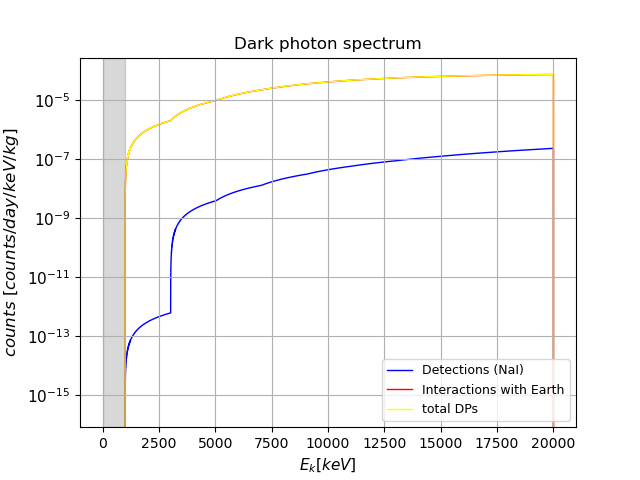 Dark photon spectrum
counts [counts/day/keV/kg]
10⁻⁵
10⁻⁷
10⁻⁹
10⁻¹¹
10⁻¹³
10⁻¹⁵
Detections (NaI)
Interactions with Earth
total DPs
0 2500 5000 7500 10000 12500 15000 17500 20000
Eₖ[keV]